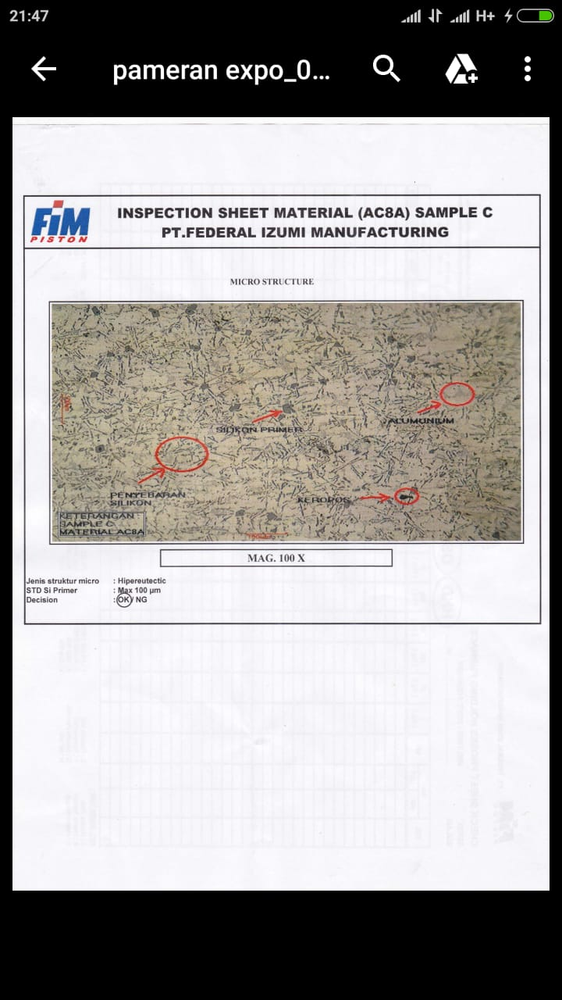 21:47
H+
pameran expo_0...
FIM
PISTON
INSPECTION SHEET MATERIAL (AC8A) SAMPLE C
PT.FEDERAL IZUMI MANUFACTURING
MICRO STRUCTURE
SILIKON PRIMER
ALUMUNIUM
PENYEBARAN
SILIKON
KEROPOS
KETERANGAN :
SAMPLE C
MATERIAL AC8A
MAG. 100 X
Jenis struktur micro : Hipereutectic
STD Si Primer : Max 100 µm
Decision : OK / NG